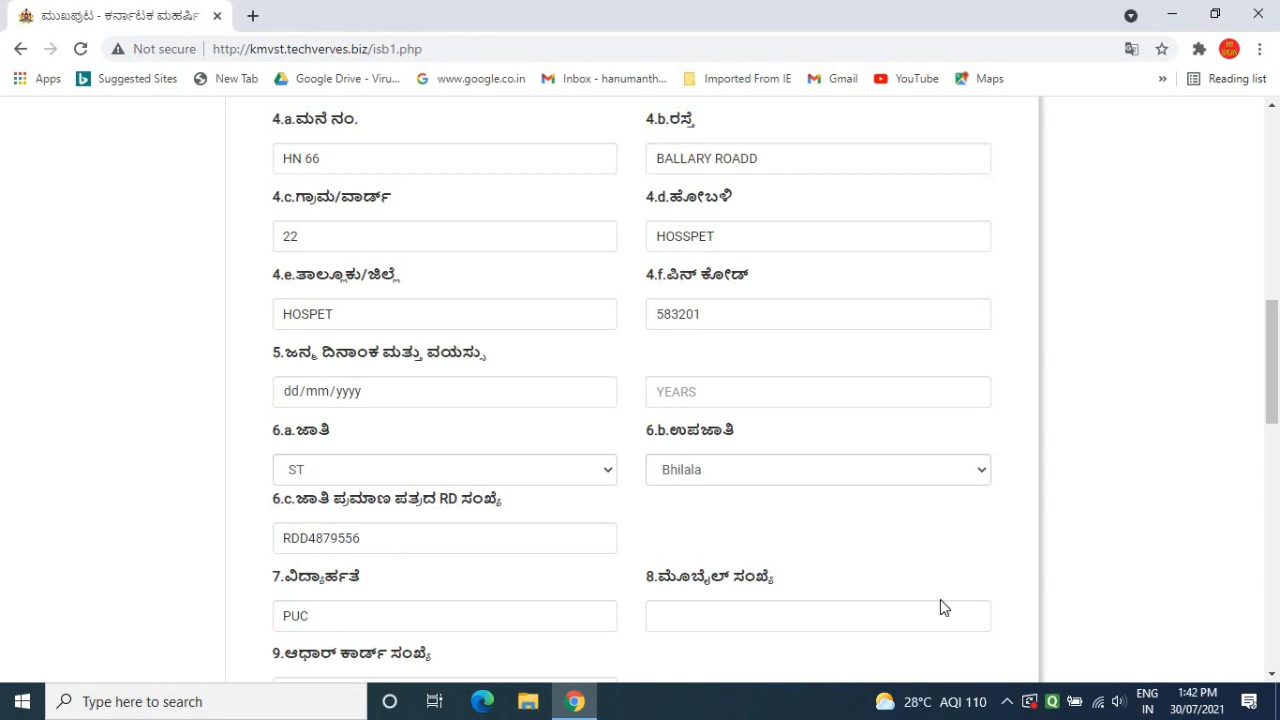 ಮುಖಪುಟ - ಕರ್ನಾಟಕ ಮಹರ್ಷಿ
Not secure http://kmvst.techverves.biz/isb1.php
Apps Suggested Sites New Tab Google Drive - Viru... www.google.co.in Inbox - hanumanth... Imported From IE Gmail YouTube Maps » Reading list
4.a.ಮನೆ ನಂ. 4.b.ರಸ್ತೆ
HN 66 BALLARY ROADD
4.c.ಗ್ರಾಮ/ವಾರ್ಡ್ 4.d.ಹೋಬಳಿ
22 HOSSPET
4.e.ತಾಲ್ಲೂಕು/ಜಿಲ್ಲೆ 4.f.ಪಿನ್ ಕೋಡ್
HOSPET 583201
5.ಜನ್ಮ ದಿನಾಂಕ ಮತ್ತು ವಯಸ್ಸು
dd/mm/yyyy YEARS
6.a.ಜಾತಿ 6.b.ಉಪಜಾತಿ
ST Bhilala
6.c.ಜಾತಿ ಪ್ರಮಾಣ ಪತ್ರದ RD ಸಂಖ್ಯೆ
RDD4879556
7.ವಿದ್ಯಾರ್ಹತೆ 8.ಮೊಬೈಲ್ ಸಂಖ್ಯೆ
PUC
9.ಆಧಾರ್ ಕಾರ್ಡ್ ಸಂಖ್ಯೆ
Type here to search 28°C AQI 110 ENG IN 1:42 PM 30/07/2021